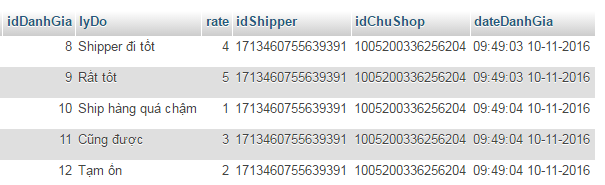 idDanhGia lyDo rate idShipper idChuShop dateDanhGia
8 Shipper đi tốt 4 1713460755639391 1005200336256204 09:49:03 10-11-2016
9 Rất tốt 5 1713460755639391 1005200336256204 09:49:03 10-11-2016
10 Ship hàng quá chậm 1 1713460755639391 1005200336256204 09:49:04 10-11-2016
11 Cũng được 3 1713460755639391 1005200336256204 09:49:04 10-11-2016
12 Tạm ổn 2 1713460755639391 1005200336256204 09:49:04 10-11-2016